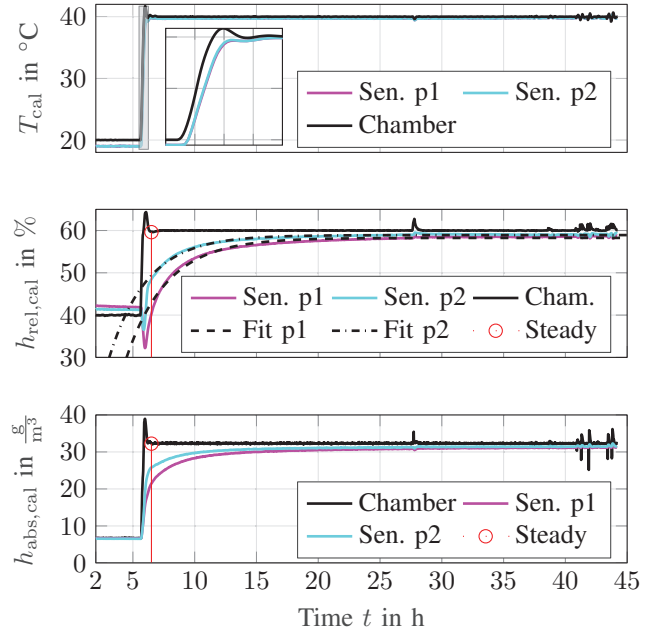 40
20
T_cal in °C
Sen. p1 Sen. p2
Chamber
60
50
40
30
h_rel,cal in %
Sen. p1 Sen. p2 Cham.
Fit p1 Fit p2 Steady
40
30
20
10
0
h_abs,cal in g/m³
Chamber Sen. p1
Sen. p2 Steady
2 5 10 15 20 25 30 35 40 45
Time t in h